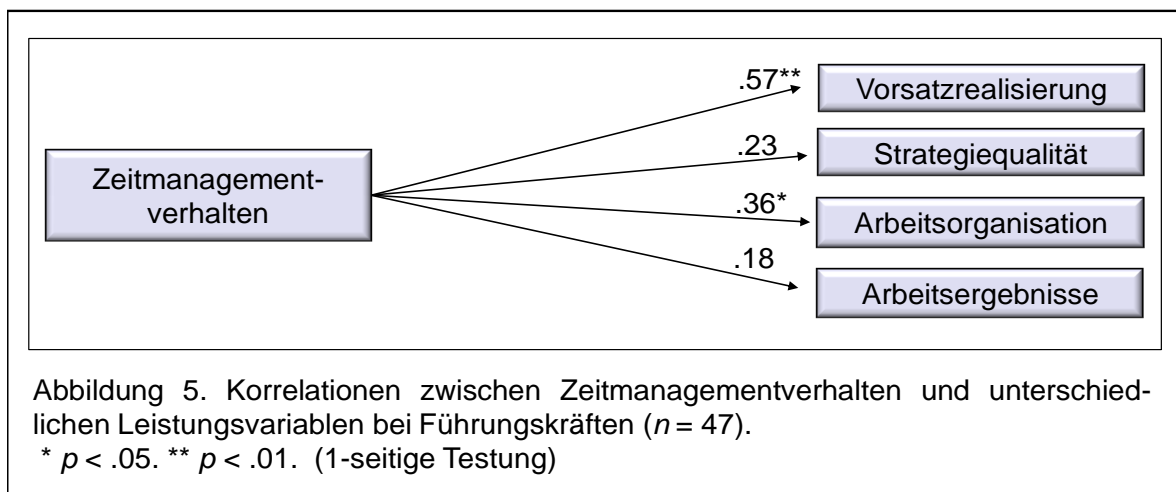 .57**
Vorsatzrealisierung
.23
Strategiequalität
Zeitmanagement-
verhalten
.36*
Arbeitsorganisation
.18
Arbeitsergebnisse
Abbildung 5. Korrelationen zwischen Zeitmanagementverhalten und unterschied-
lichen Leistungsvariablen bei Führungskräften (n = 47).
* p < .05. ** p < .01. (1-seitige Testung)